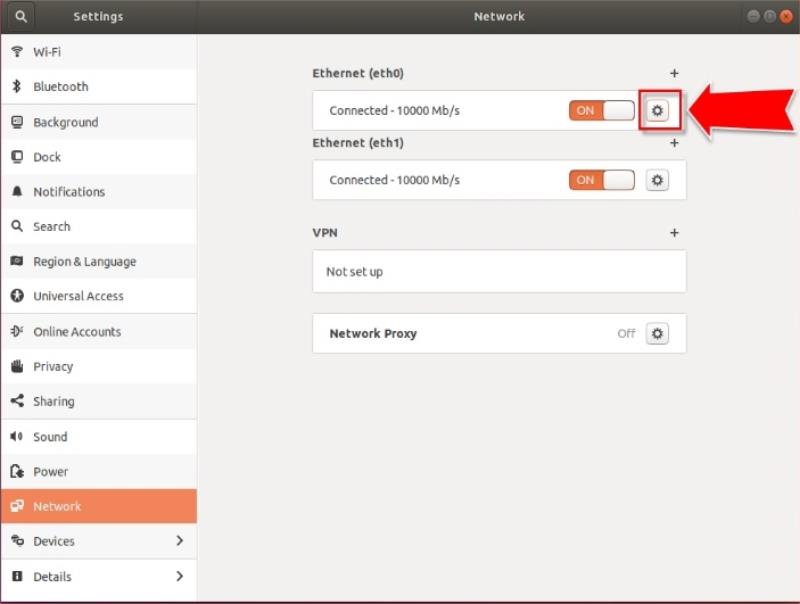 Settings
Network
Wi-Fi
Bluetooth
Background
Dock
Notifications
Search
Region & Language
Universal Access
Online Accounts
Privacy
Sharing
Sound
Power
Network
Devices
Details
Ethernet (eth0)
+
Connected - 10000 Mb/s
ON
Ethernet (eth1)
+
Connected - 10000 Mb/s
ON
VPN
+
Not set up
Network Proxy
Off